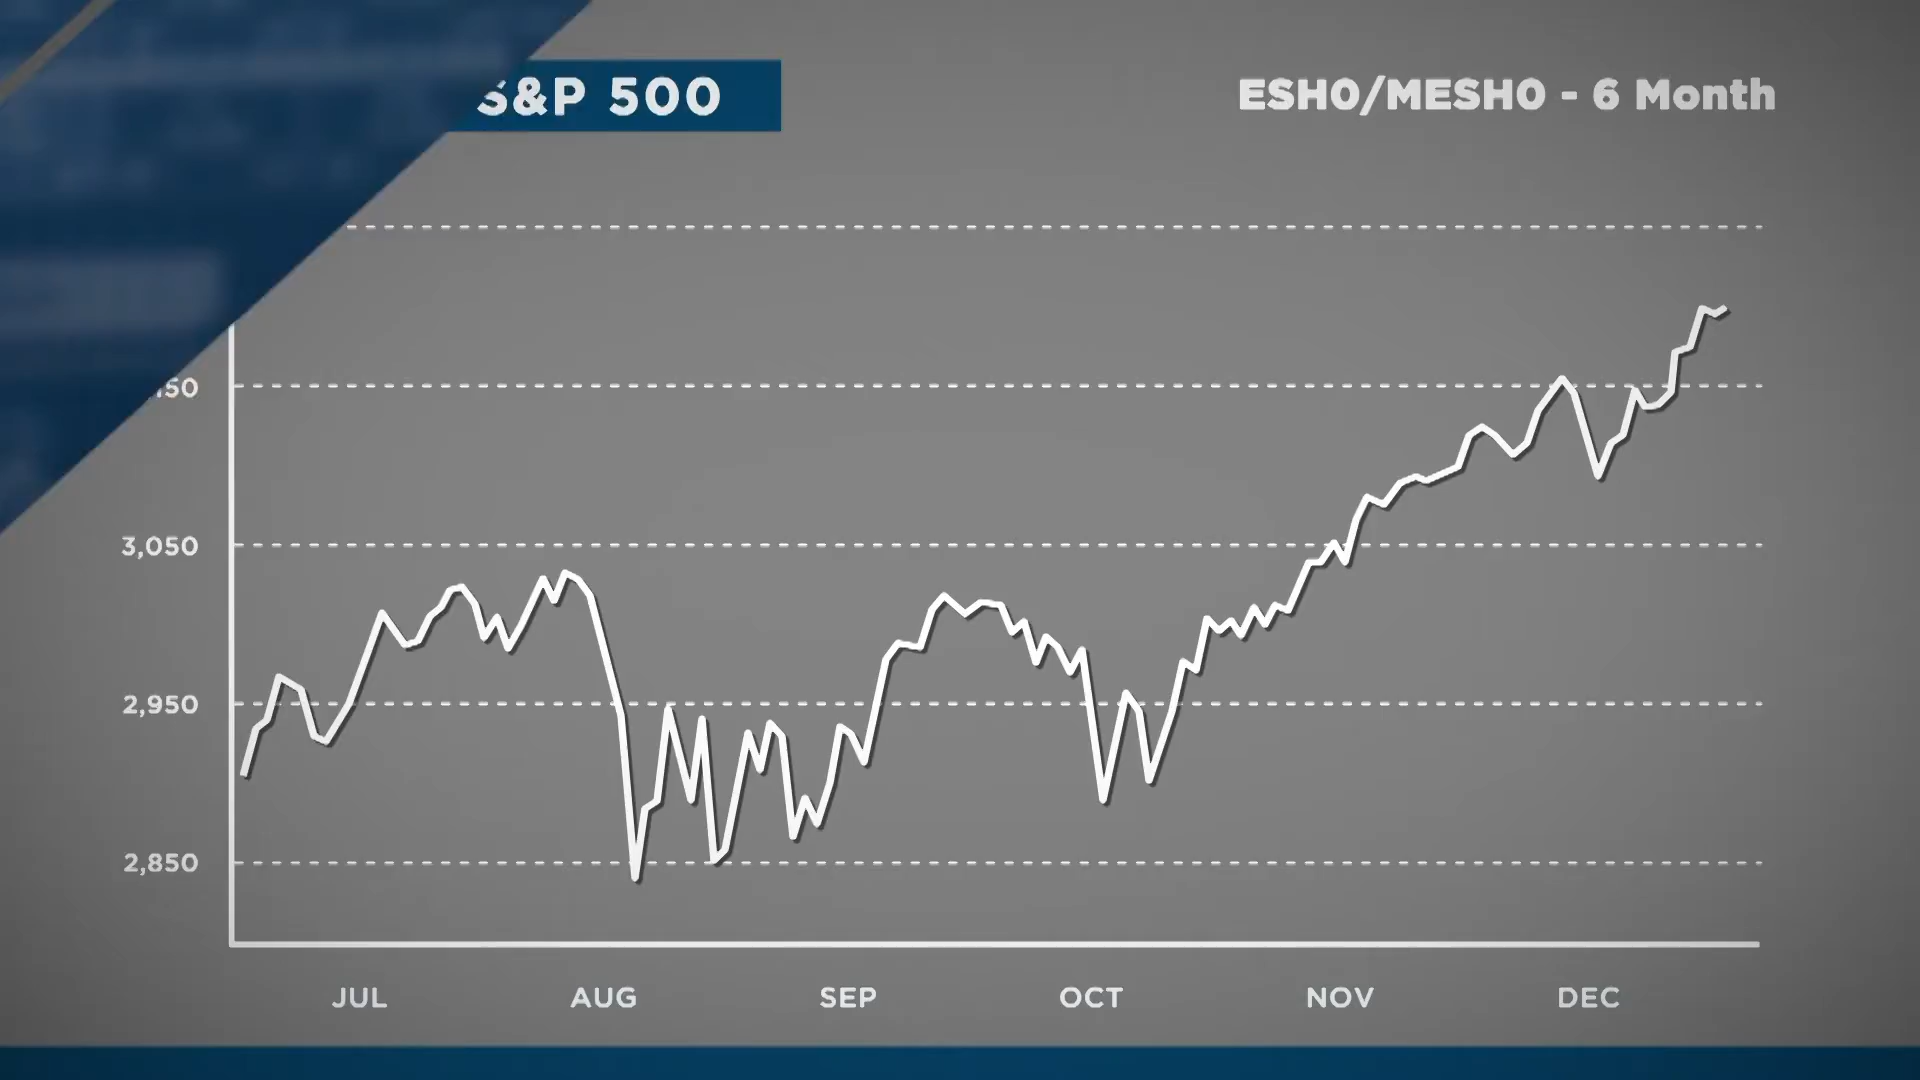 S&P 500
ESH0/MESH0 - 6 Month
3,050
2,950
2,850
JUL AUG SEP OCT NOV DEC